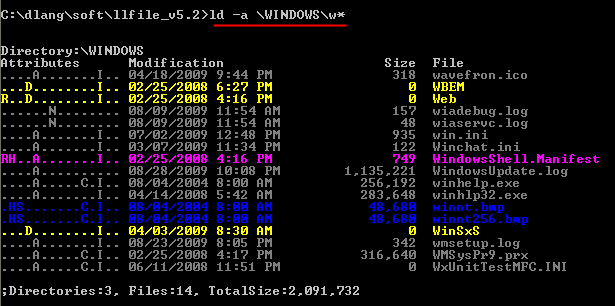 C:\dlang\soft\llfile_v5.2>ld -a \WINDOWS\w*
Directory:\WINDOWS
Attributes Modification Size File
....A.......I.. 04/18/2009 9:44 PM 318 wavefron.ico
...D........I.. 02/25/2008 6:27 PM 0 WBEM
R..D........I.. 02/25/2008 4:16 PM 0 Web
......N........ 08/09/2009 11:54 AM 157 wiadebug.log
......N........ 08/09/2009 11:54 AM 48 wiaservc.log
....A.......I.. 07/02/2009 12:48 PM 935 win.ini
....A.......I.. 03/07/2009 11:34 PM 122 Winchat.ini
RH..A.......I.. 02/25/2008 4:16 PM 749 WindowsShell.Manifest
....A.......... 08/28/2009 10:08 PM 1,135,221 WindowsUpdate.log
....A.....C.I.. 08/04/2004 8:00 AM 256,192 winhelp.exe
....A.......I.. 04/14/2008 5:42 AM 283,648 winhlp32.exe
.HS.......C.I.. 08/04/2004 8:00 AM 48,680 winnt.bmp
.HS.......C.I.. 08/04/2004 8:00 AM 48,680 winnt256.bmp
...D........I.. 04/03/2009 8:30 AM 0 WinSxS
....A.......I.. 08/23/2009 8:05 PM 342 wmsetup.log
....A.....C.I.. 02/25/2008 4:17 PM 316,640 WMSysPr9.prx
....A.......I.. 06/11/2008 11:51 PM 0 WxUnitTestMFC.INI
;Directories:3, Files:14, TotalSize:2,091,732